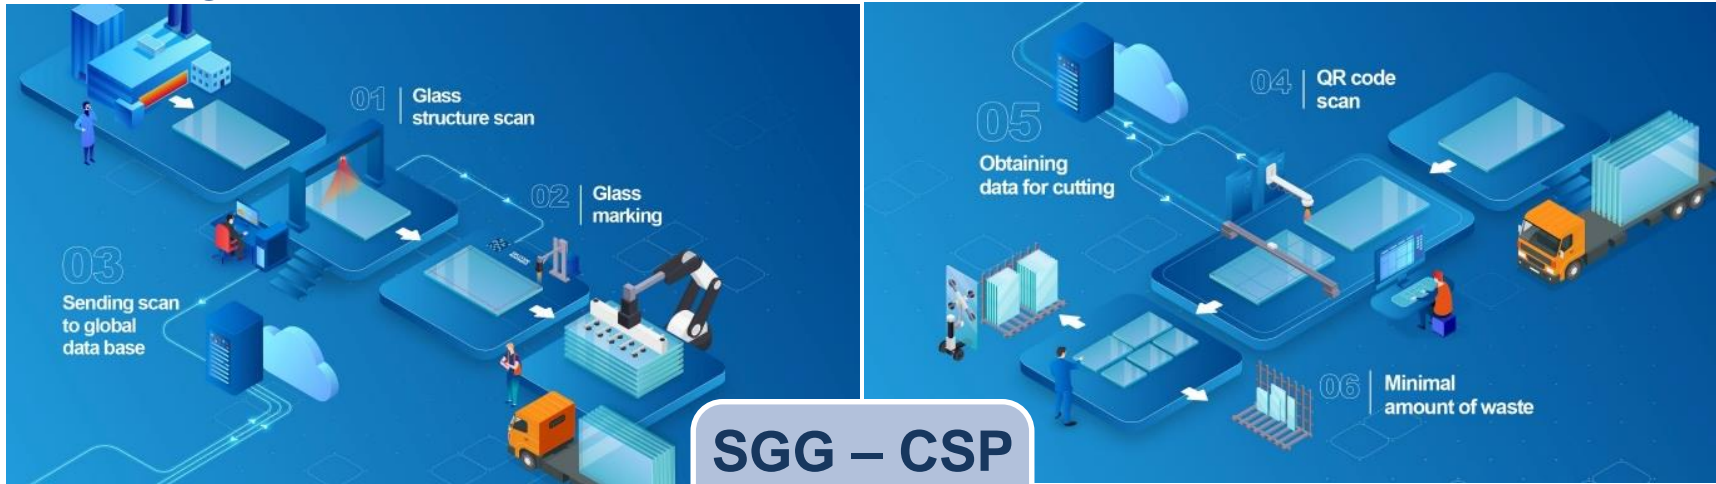 01
Glass
structure scan
02
Glass
marking
03
Sending scan
to global
data base
04
QR code
scan
05
Obtaining
data for cutting
06
Minimal
amount of waste
SGG – CSP